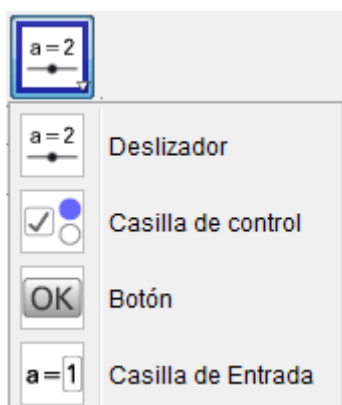 a=2
a=2 Deslizador
Casilla de control
OK Botón
a=1 Casilla de Entrada